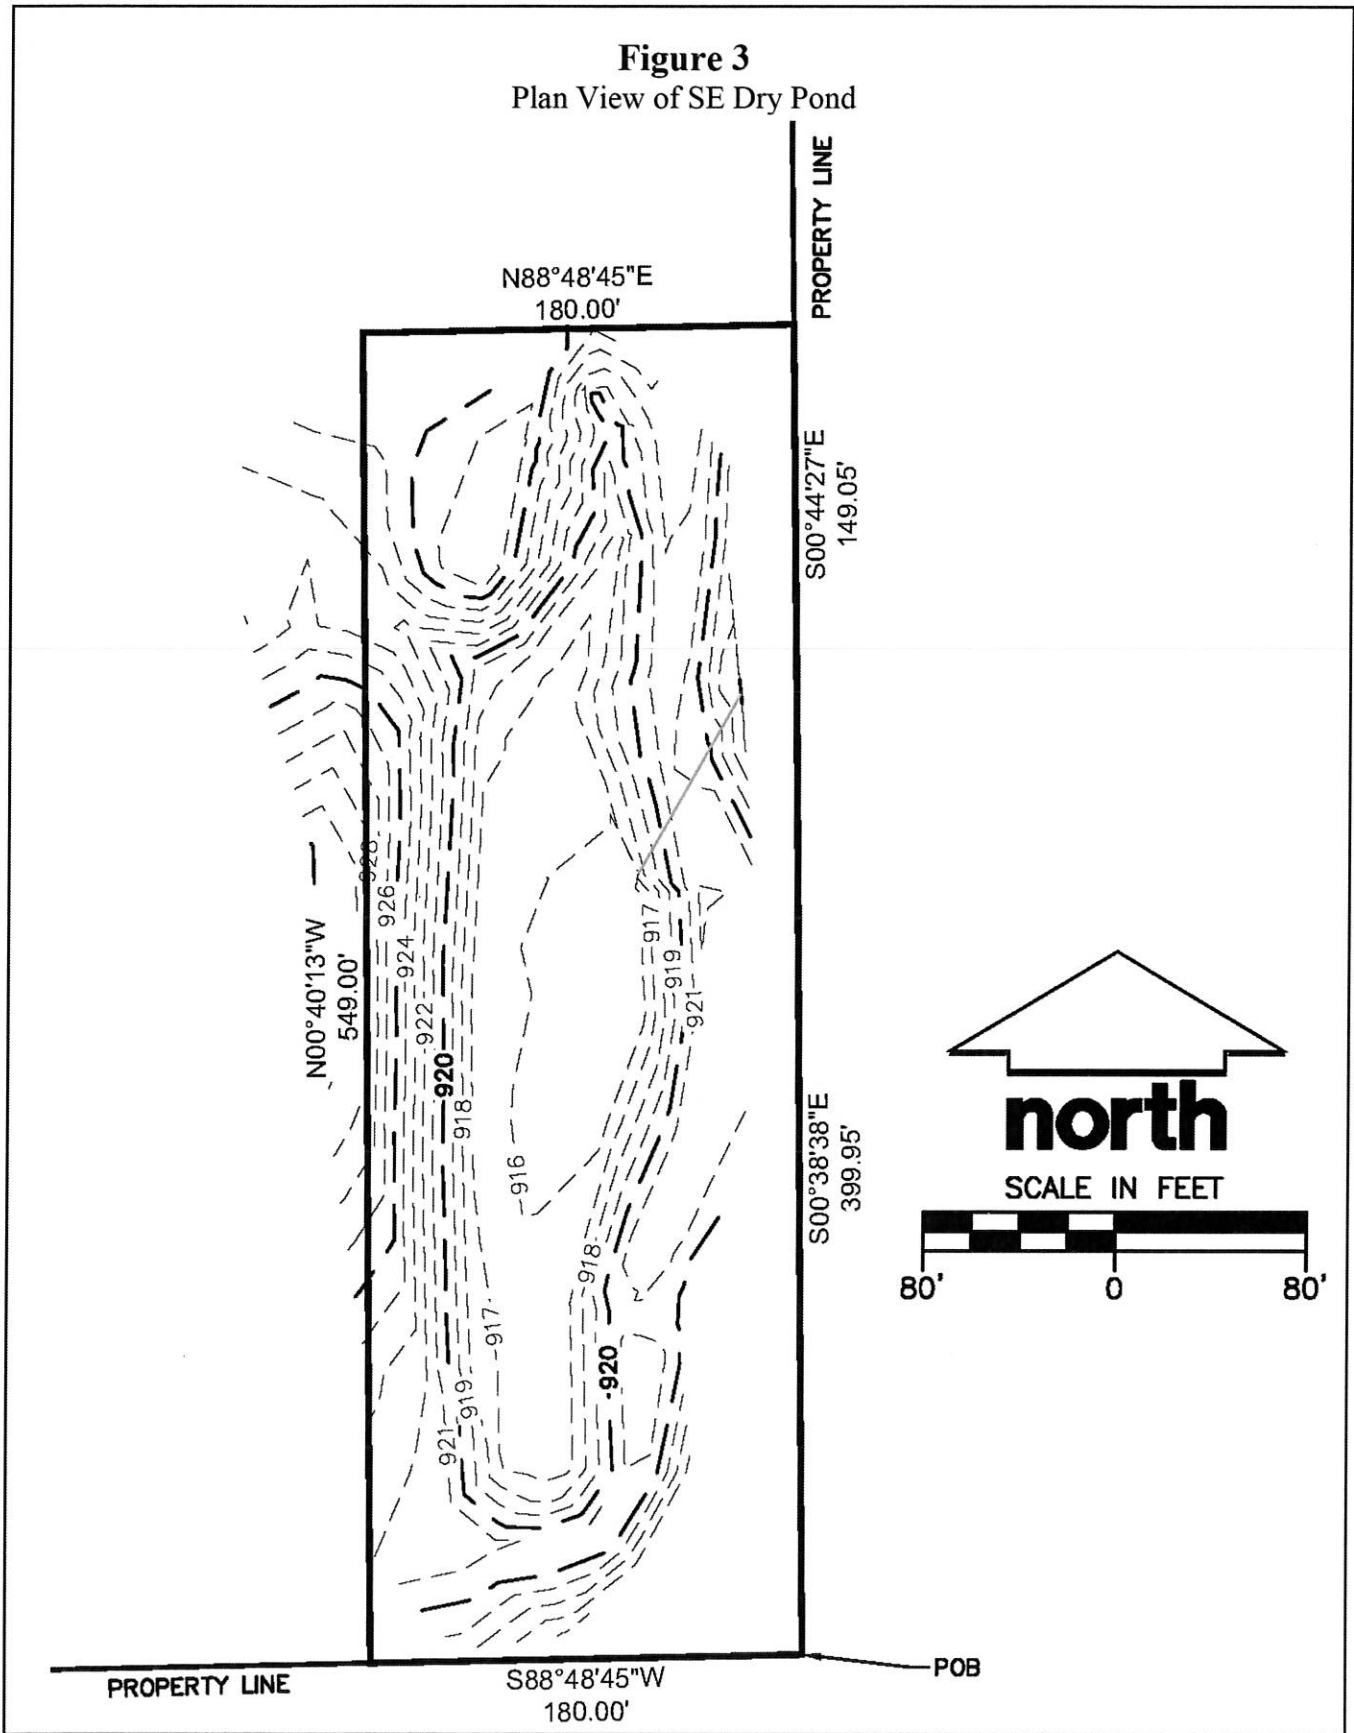 Figure 3
Plan View of SE Dry Pond
PROPERTY LINE
N88°48'45"E
180.00'
S00°44'27"E
149.05'
928
926
924
922
920
918
916
917
919
921
N00°40'13"W
549.00'
917
919
921
S00°38'38"E
399.95'
918
920
917
919
921
north
SCALE IN FEET
80' 0 80'
POB
PROPERTY LINE
S88°48'45"W
180.00'